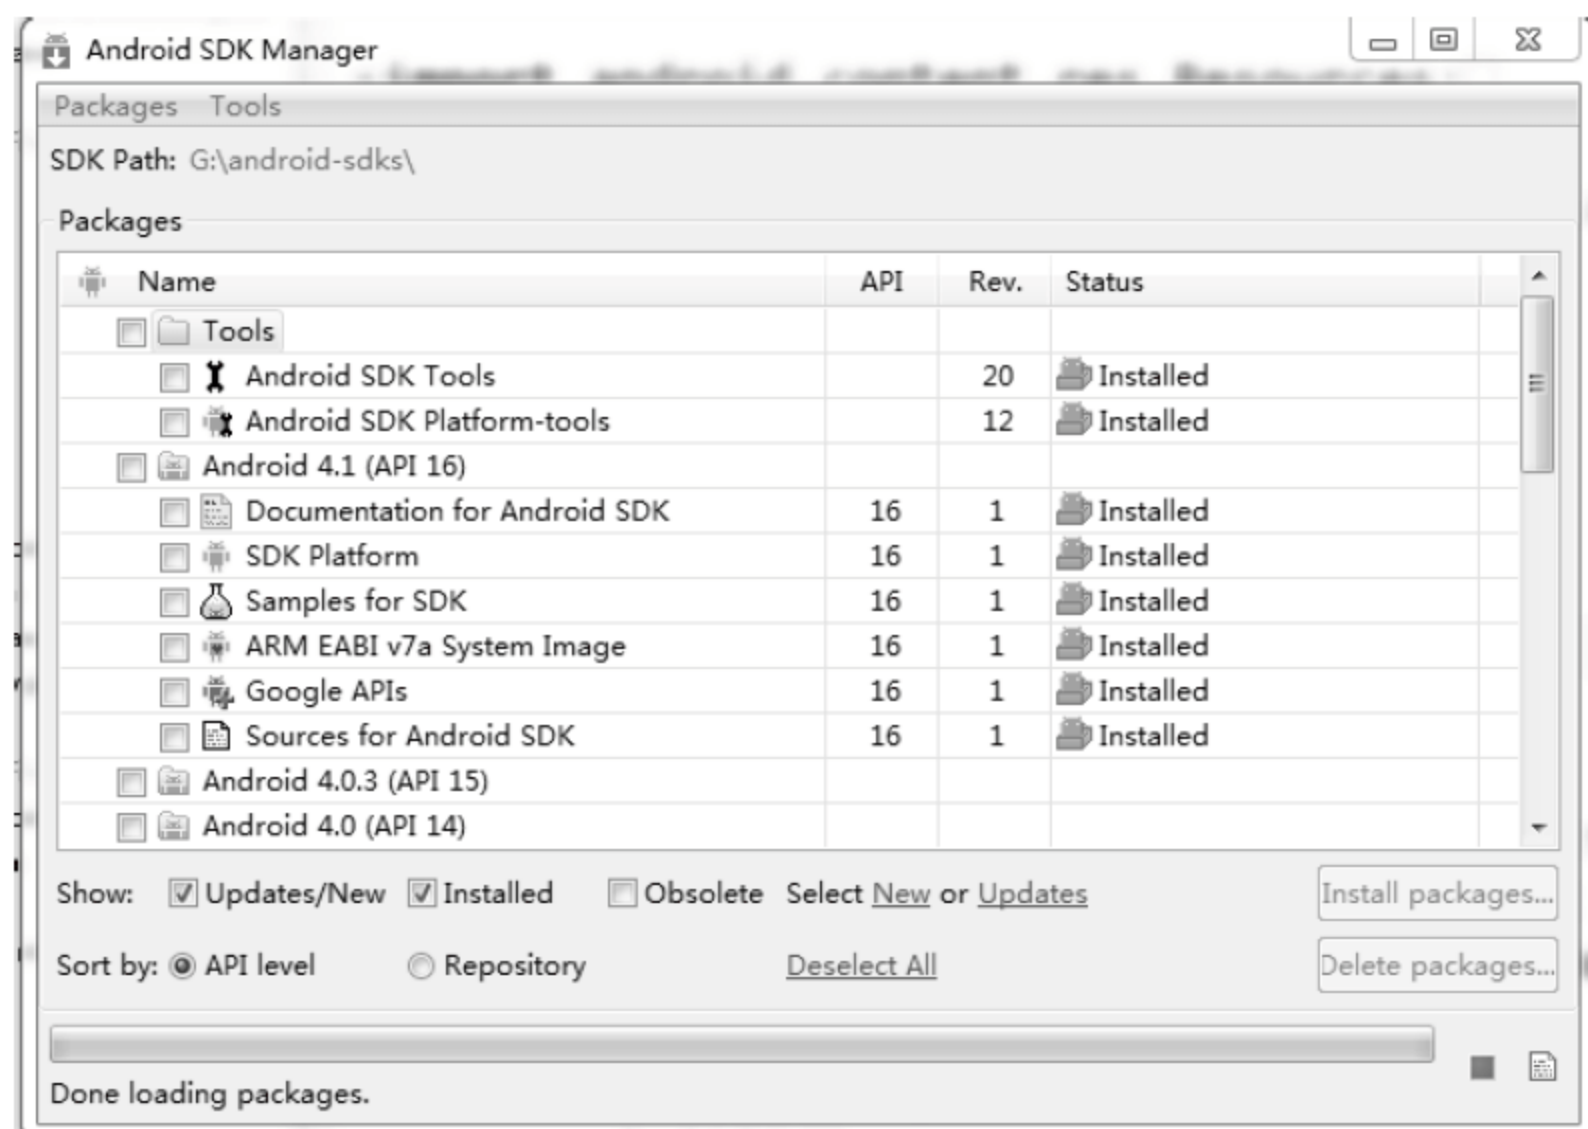 Android SDK Manager
import android content res Resources
Packages Tools
SDK Path: G:\android-sdks\
Packages
Name API Rev. Status
Tools
Android SDK Tools 20 Installed
Android SDK Platform-tools 12 Installed
Android 4.1 (API 16)
Documentation for Android SDK 16 1 Installed
SDK Platform 16 1 Installed
Samples for SDK 16 1 Installed
ARM EABI v7a System Image 16 1 Installed
Google APIs 16 1 Installed
Sources for Android SDK 16 1 Installed
Android 4.0.3 (API 15)
Android 4.0 (API 14)
Show: Updates/New Installed Obsolete Select New or Updates Install packages...
Sort by: API level Repository Deselect All Delete packages...
Done loading packages.